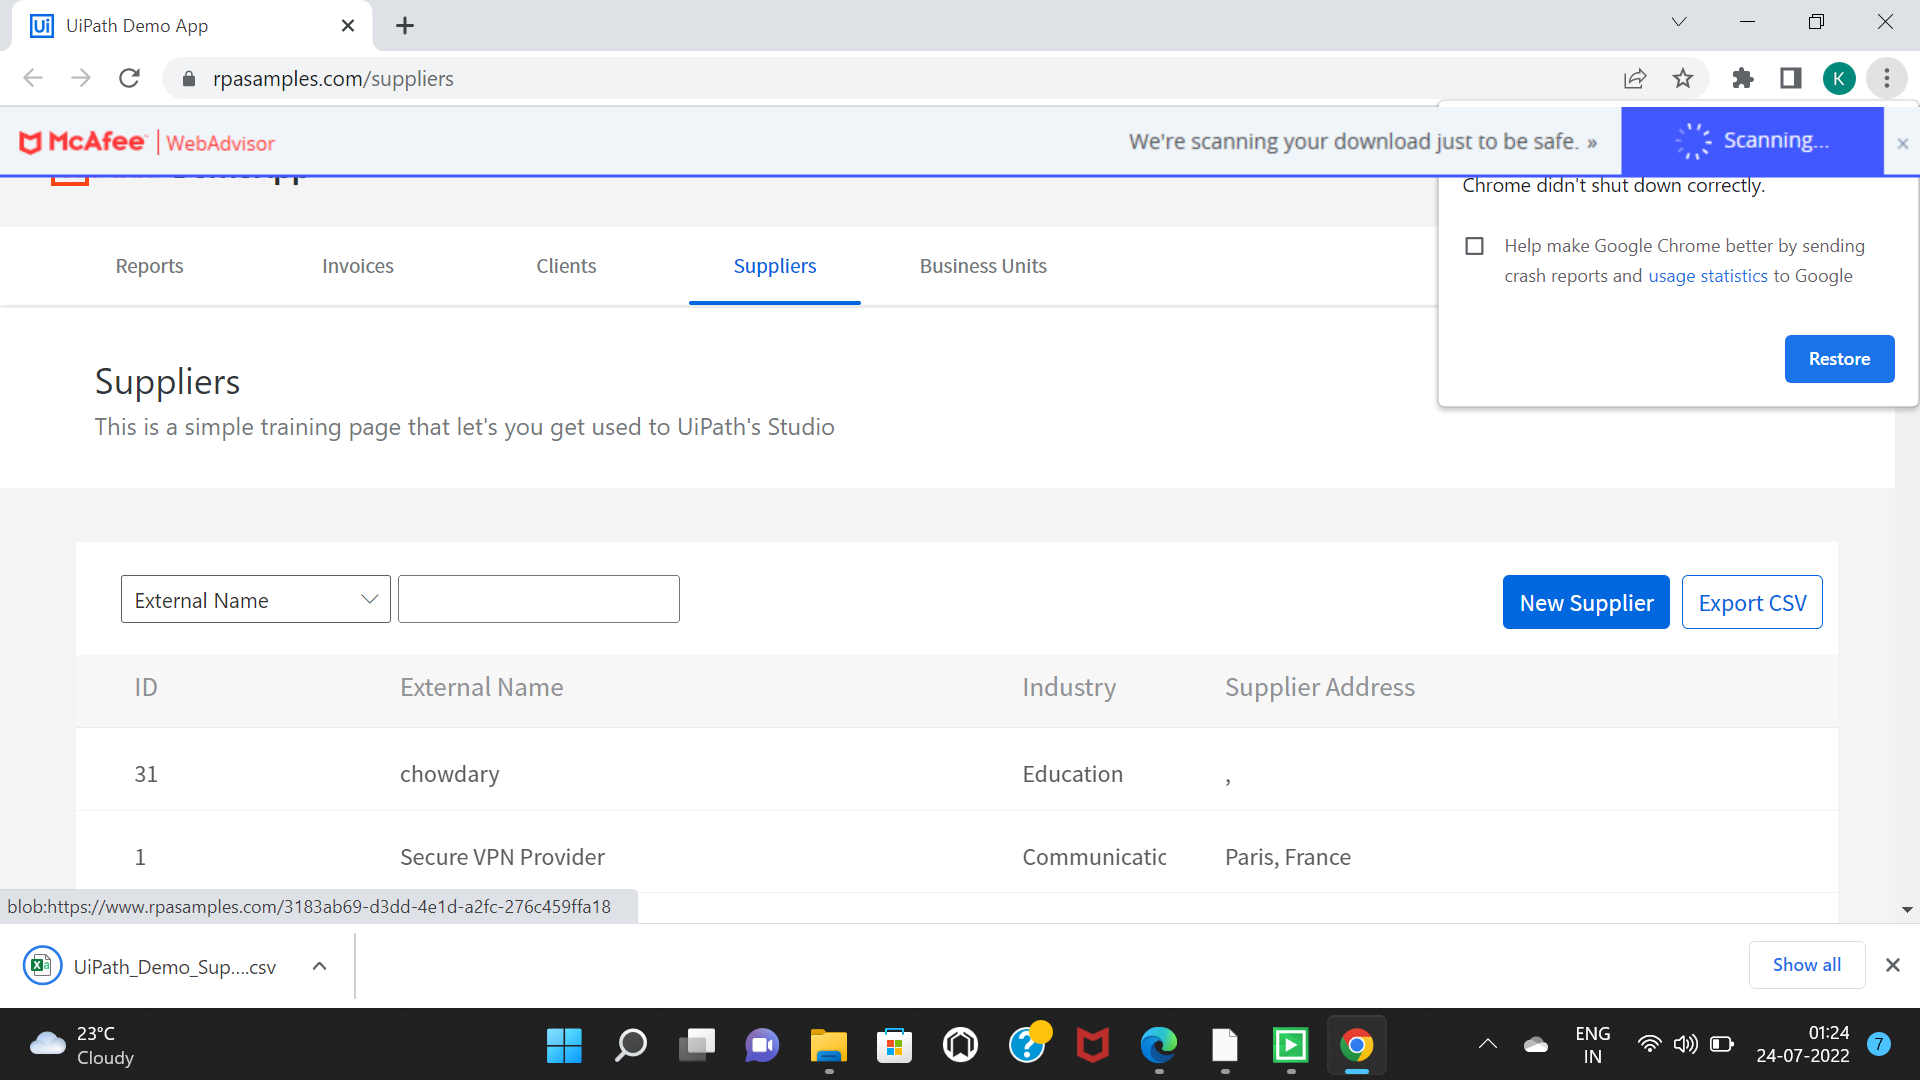 UiPath Demo App
rpasamples.com/suppliers
K
McAfee™ | WebAdvisor
We're scanning your download just to be safe. »
Scanning...
Chrome didn't shut down correctly.
Help make Google Chrome better by sending
crash reports and usage statistics to Google
Restore
Reports
Invoices
Clients
Suppliers
Business Units
Suppliers
This is a simple training page that let's you get used to UiPath's Studio
External Name
New Supplier
Export CSV
ID External Name Industry Supplier Address
31 chowdary Education ,
1 Secure VPN Provider Communicatic Paris, France
blob:https://www.rpasamples.com/3183ab69-d3dd-4e1d-a2fc-276c459ffa18
UiPath_Demo_Sup....csv
Show all
23°C
Cloudy
ENG
IN
01:24
24-07-2022
7